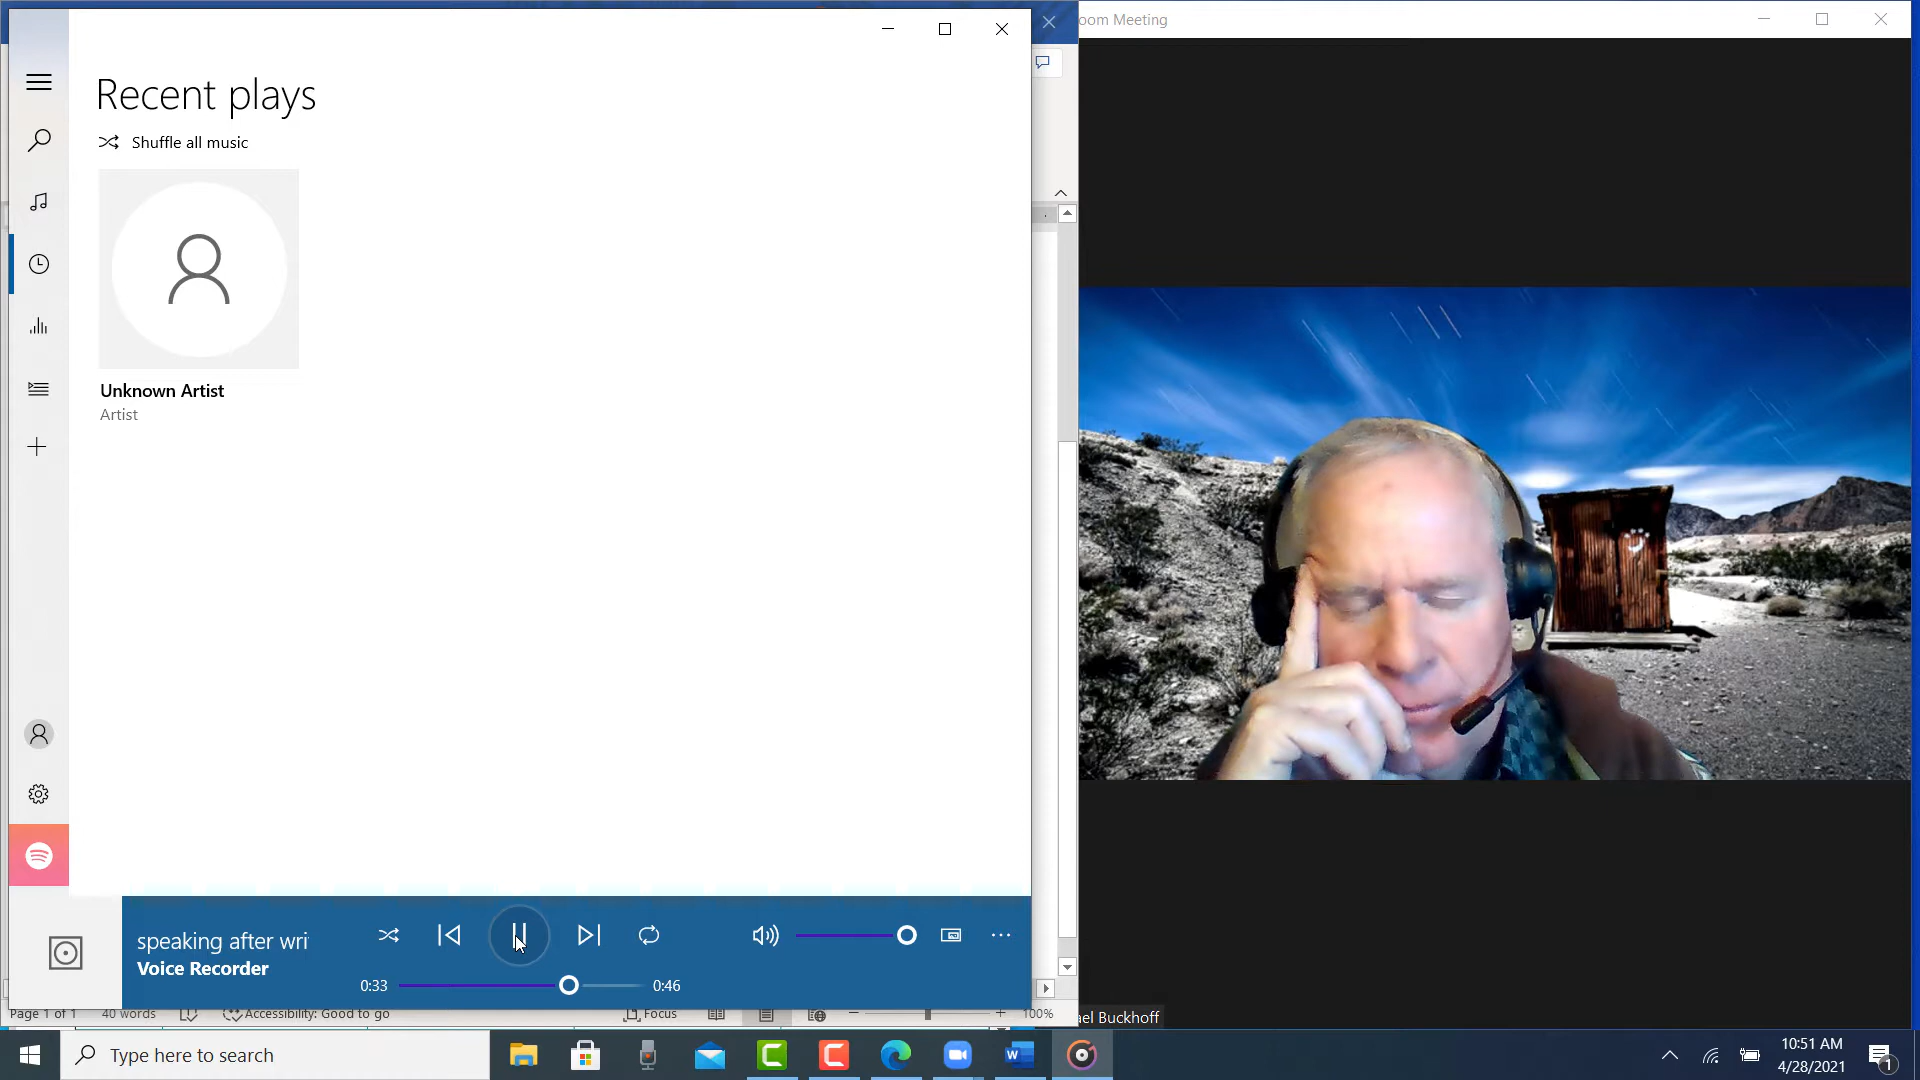 oom Meeting
Recent plays
Shuffle all music
Unknown Artist
Artist
speaking after wri
Voice Recorder
0:33
0:46
Page 1 of 1
40 words
Accessibility: Good to go
Focus
100%
ael Buckhoff
Type here to search
10:51 AM
4/28/2021
1